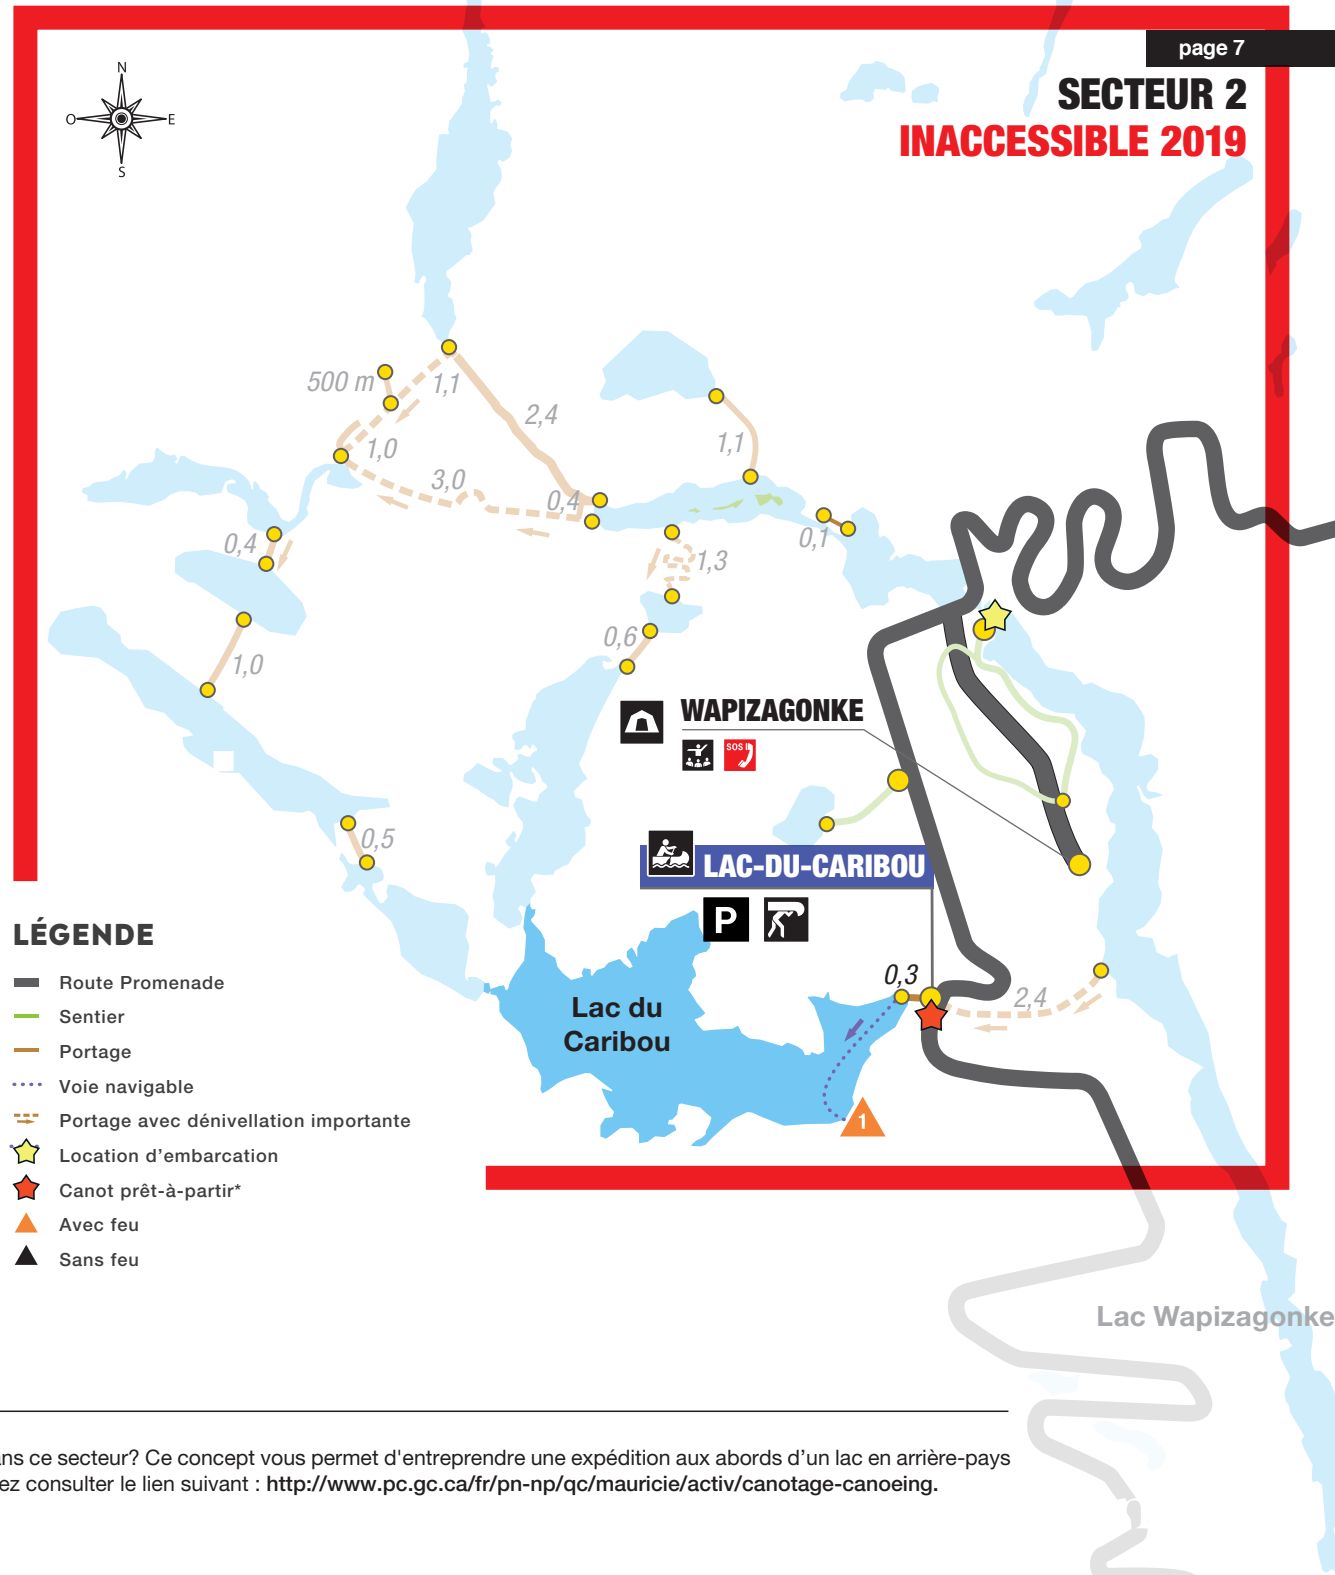 page 7
SECTEUR 2
INACCESSIBLE 2019
N
O
E
S
500 m
1,1
2,4
1,1
1,0
3,0
0,4
0,1
0,4
1,3
0,6
1,0
WAPIZAGONKE
SOS
0,5
LAC-DU-CARIBOU
P
0,3
2,4
Lac du
Caribou
1
LÉGENDE
Route Promenade
Sentier
Portage
Voie navigable
Portage avec dénivellation importante
Location d’embarcation
Canot prêt-à-partir*
Avec feu
Sans feu
Lac Wapizagonke
ans ce secteur? Ce concept vous permet d'entreprendre une expédition aux abords d’un lac en arrière-pays
ez consulter le lien suivant : http://www.pc.gc.ca/fr/pn-np/qc/mauricie/activ/canotage-canoeing.